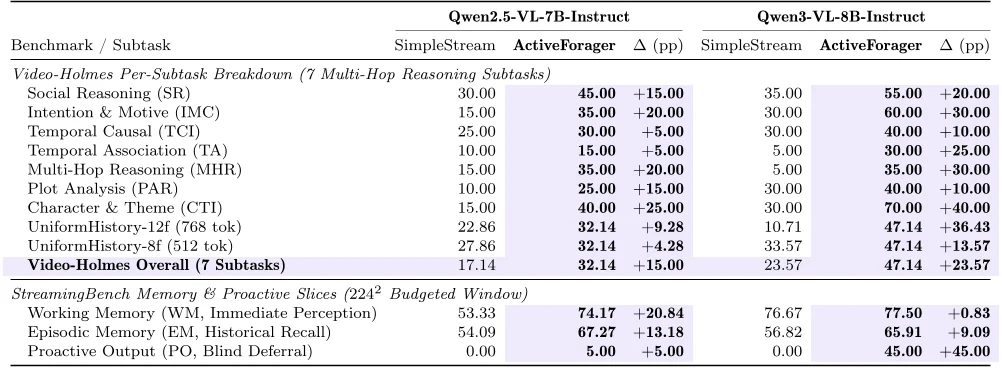 Qwen2.5-VL-7B-Instruct Qwen3-VL-8B-Instruct
Benchmark / Subtask SimpleStream ActiveForager Δ (pp) SimpleStream ActiveForager Δ (pp)
Video-Holmes Per-Subtask Breakdown (7 Multi-Hop Reasoning Subtasks)
Social Reasoning (SR) 30.00 45.00 +15.00 35.00 55.00 +20.00
Intention & Motive (IMC) 15.00 35.00 +20.00 30.00 60.00 +30.00
Temporal Causal (TCI) 25.00 30.00 +5.00 30.00 40.00 +10.00
Temporal Association (TA) 10.00 15.00 +5.00 5.00 30.00 +25.00
Multi-Hop Reasoning (MHR) 15.00 35.00 +20.00 5.00 35.00 +30.00
Plot Analysis (PAR) 10.00 25.00 +15.00 30.00 40.00 +10.00
Character & Theme (CTI) 15.00 40.00 +25.00 30.00 70.00 +40.00
UniformHistory-12f (768 tok) 22.86 32.14 +9.28 10.71 47.14 +36.43
UniformHistory-8f (512 tok) 27.86 32.14 +4.28 33.57 47.14 +13.57
Video-Holmes Overall (7 Subtasks) 17.14 32.14 +15.00 23.57 47.14 +23.57
StreamingBench Memory & Proactive Slices (224² Budgeted Window)
Working Memory (WM, Immediate Perception) 53.33 74.17 +20.84 76.67 77.50 +0.83
Episodic Memory (EM, Historical Recall) 54.09 67.27 +13.18 56.82 65.91 +9.09
Proactive Output (PO, Blind Deferral) 0.00 5.00 +5.00 0.00 45.00 +45.00